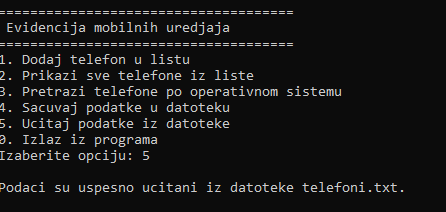 =====================================
Evidencija mobilnih uredjaja
=====================================
1. Dodaj telefon u listu
2. Prikazi sve telefone iz liste
3. Pretrazi telefone po operativnom sistemu
4. Sacuvaj podatke u datoteku
5. Ucitaj podatke iz datoteke
0. Izlaz iz programa
Izaberite opciju: 5
Podaci su uspesno ucitani iz datoteke telefoni.txt.